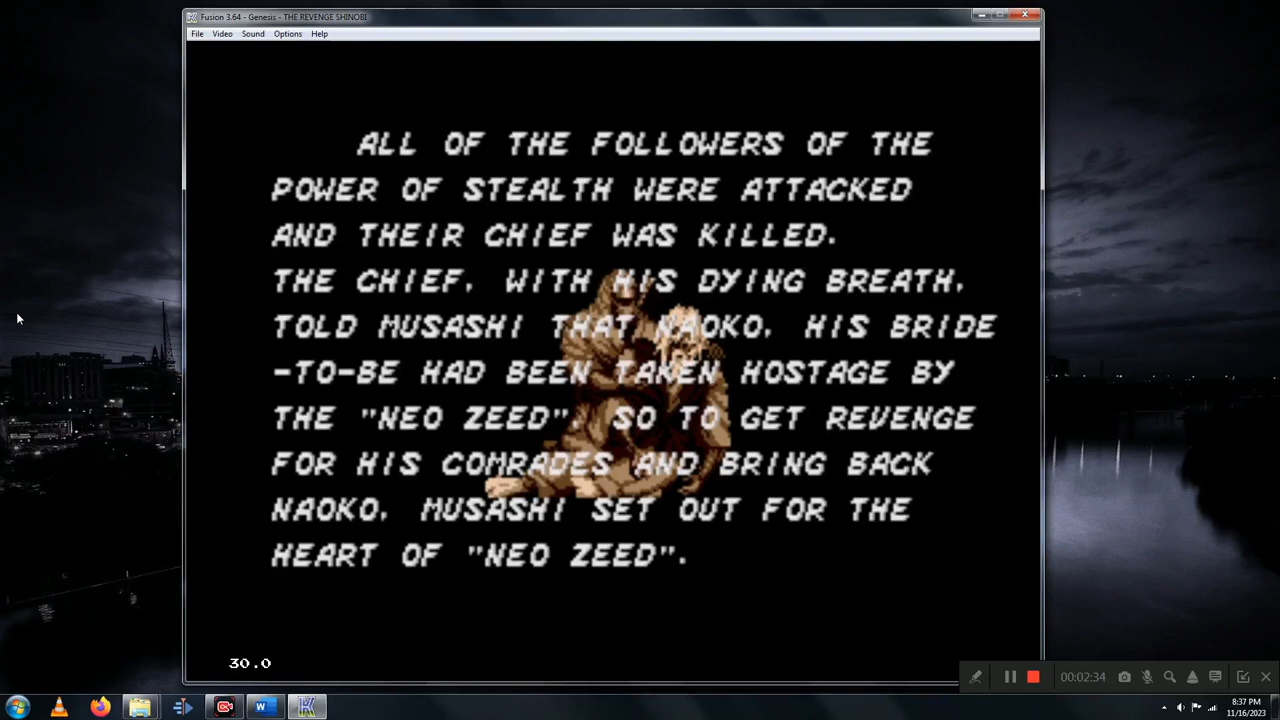 Fusion 3.64 - Genesis - THE REVENGE SHINOBI
File Video Sound Options Help
ALL OF THE FOLLOWERS OF THE
POWER OF STEALTH WERE ATTACKED
AND THEIR CHIEF WAS KILLED.
THE CHIEF, WITH HIS DYING BREATH,
TOLD MUSASHI THAT NAOKO, HIS BRIDE
-TO-BE HAD BEEN TAKEN HOSTAGE BY
THE "NEO ZEED". SO TO GET REVENGE
FOR HIS COMRADES AND BRING BACK
NAOKO, MUSASHI SET OUT FOR THE
HEART OF "NEO ZEED".
30.0
00:02:34
8:37 PM
11/16/2023